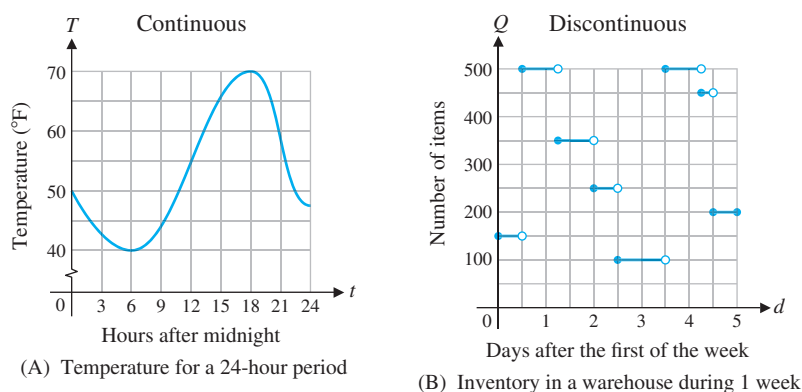 Continuous
T
70
60
50
40
0
3 6 9 12 15 18 21 24
t
Temperature (°F)
Hours after midnight
(A) Temperature for a 24-hour period
Discontinuous
Q
500
400
300
200
100
0
1 2 3 4 5
d
Number of items
Days after the first of the week
(B) Inventory in a warehouse during 1 week